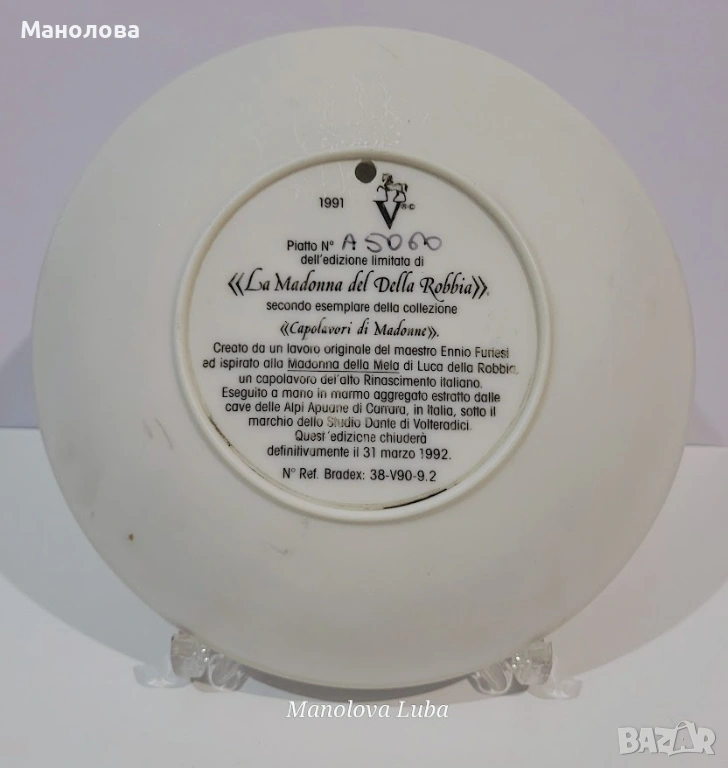 Манолова
1991
V®©
Piatto N° A5060
dell'edizione limitata di
«La Madonna del Della Robbia».
secondo esemplare della collezione
«Capolavori di Madonne».
Creato da un lavoro originale del maestro Ennio Furiesi
ed ispirato alla Madonna della Mela di Luca della Robbia,
un capolavoro dell'alto Rinascimento italiano.
Eseguito a mano in marmo aggregato estratto dalle
cave delle Alpi Apuane di Carrara, in Italia, sotto il
marchio dello Studio Dante di Volteradici.
Quest'edizione chiuderà
definitivamente il 31 marzo 1992.
N° Ref. Bradex: 38-V90-9.2
Manolova Luba
BAZAR